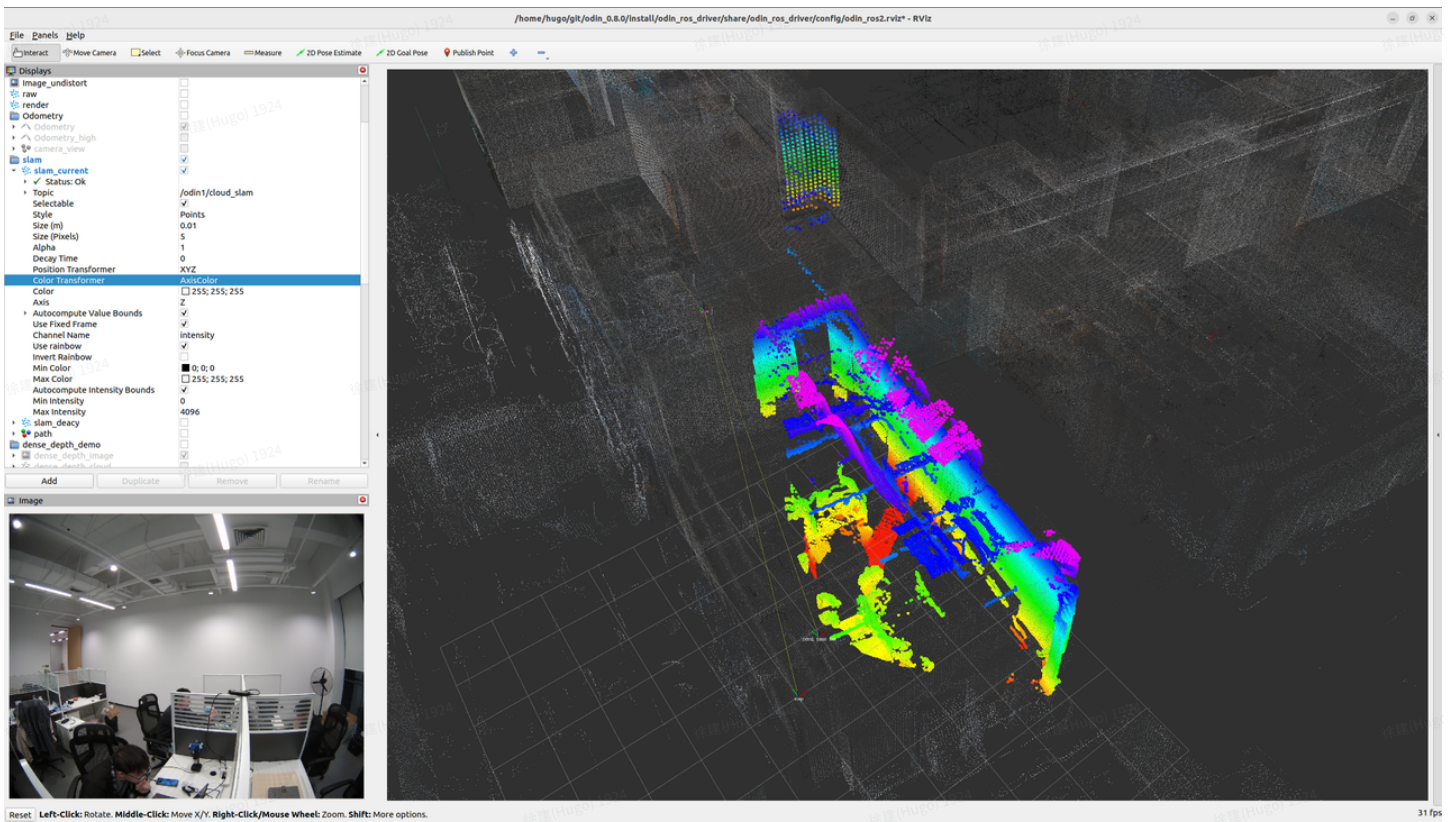 /home/hugo/git/odin_0.8.0/install/odin_ros_driver/share/odin_ros_driver/config/odin_ros2.rviz* - RViz
File Panels Help
Interact Move Camera Select Focus Camera Measure 2D Pose Estimate 2D Goal Pose Publish Point
Displays
Image_undistort
raw
render
Odometry
Odometry
Odometry_high
camera_view
slam
slam_current
Status: Ok
Topic /odin1/cloud_slam
Selectable
Style Points
Size (m) 0.01
Size (Pixels) 5
Alpha 1
Decay Time 0
Position Transformer XYZ
Color Transformer AxisColor
Color 255; 255; 255
Axis Z
Autocompute Value Bounds
Use Fixed Frame
Channel Name intensity
Use rainbow
Invert Rainbow
Min Color 0; 0; 0
Max Color 255; 255; 255
Autocompute Intensity Bounds
Min Intensity 0
Max Intensity 4096
slam_deacy
path
dense_depth_demo
dense_depth_image
dense_depth_cloud
Add Duplicate Remove Rename
Image
Reset Left-Click: Rotate. Middle-Click: Move X/Y. Right-Click/Mouse Wheel: Zoom. Shift: More options. 31 fps
(Hugo) 1924